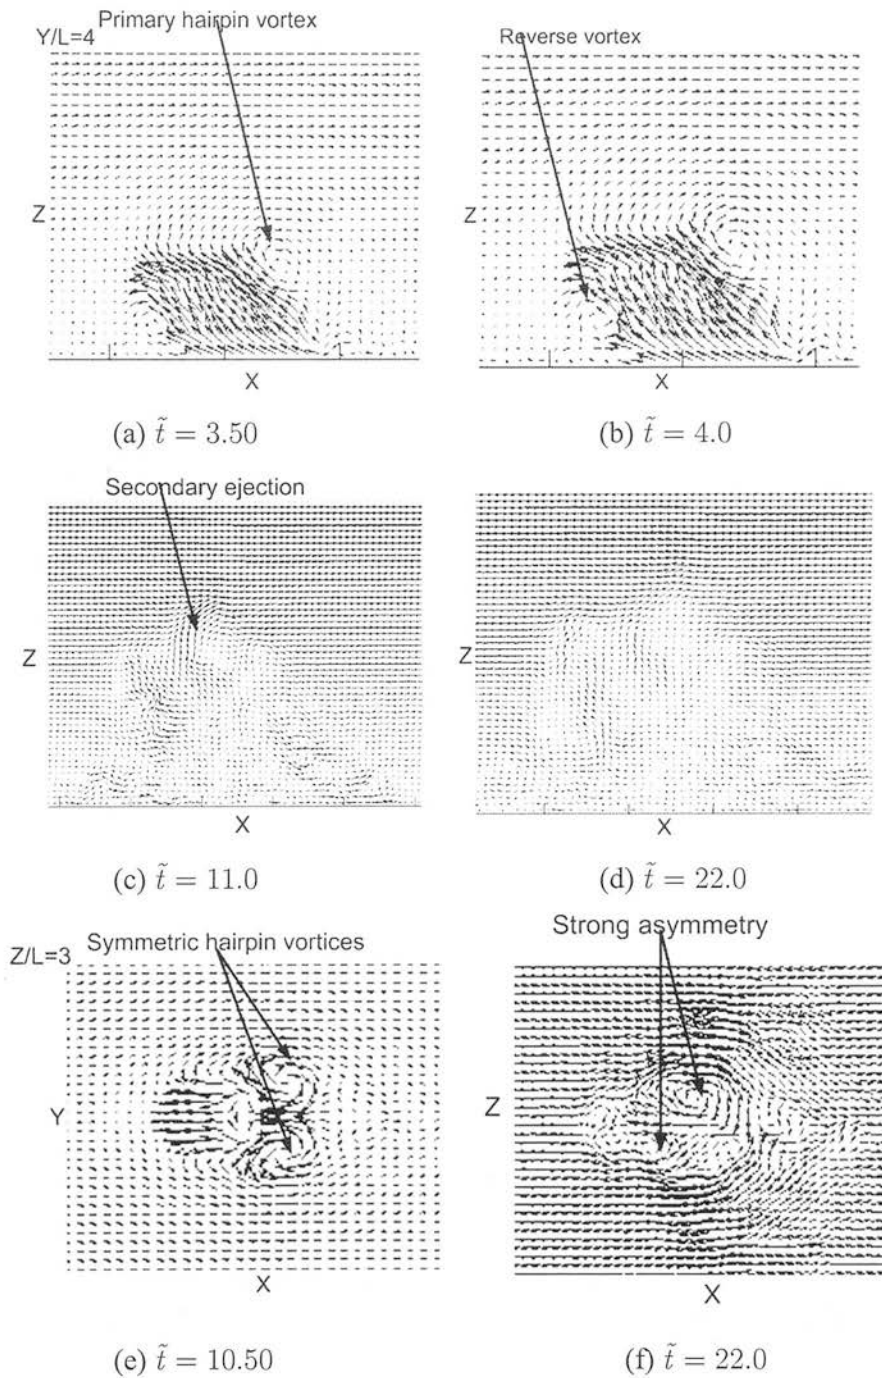 Primary hairpin vortex
Y/L=4
Reverse vortex
Z
Z
X
X
(a) t̃ = 3.50
(b) t̃ = 4.0
Secondary ejection
Z
Z
X
X
(c) t̃ = 11.0
(d) t̃ = 22.0
Strong asymmetry
Symmetric hairpin vortices
Z/L=3
Y
Z
X
X
(e) t̃ = 10.50
(f) t̃ = 22.0